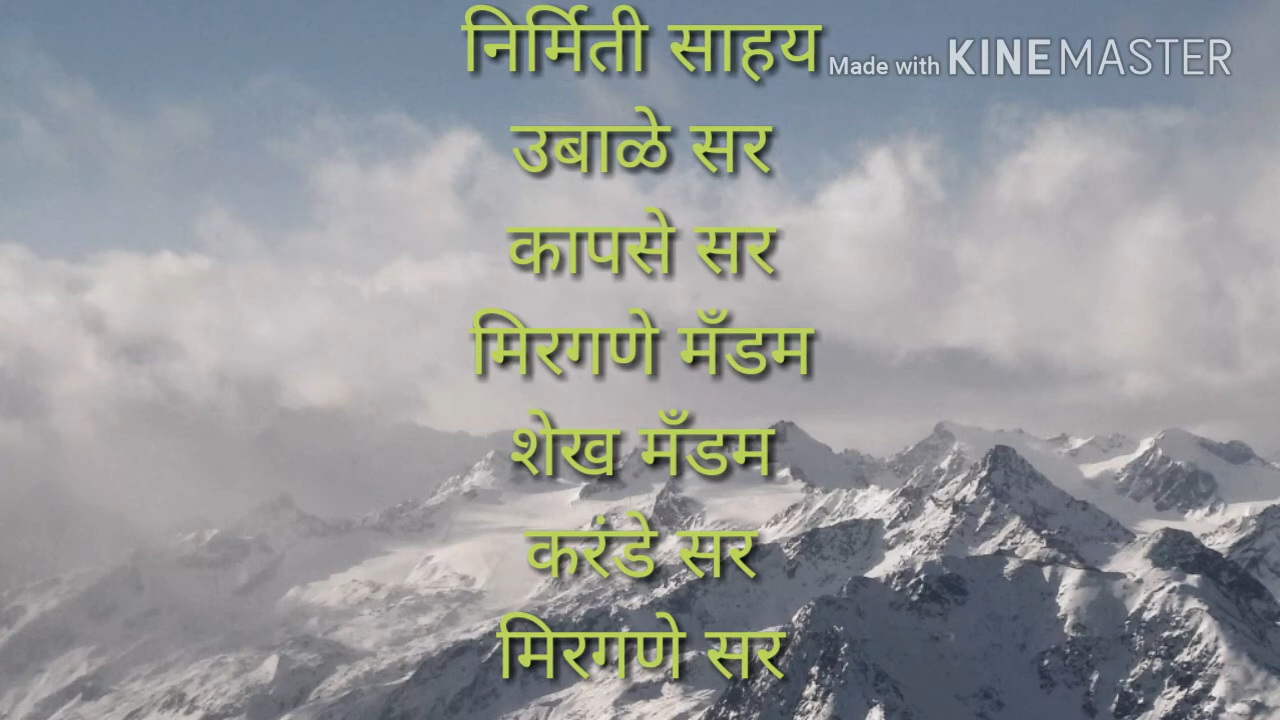 निर्मिती साहय
Made with KINEMASTER
उबाळे सर
कापसे सर
मिरगणे मँडम
शेख मँडम
करंडे सर
मिरगणे सर